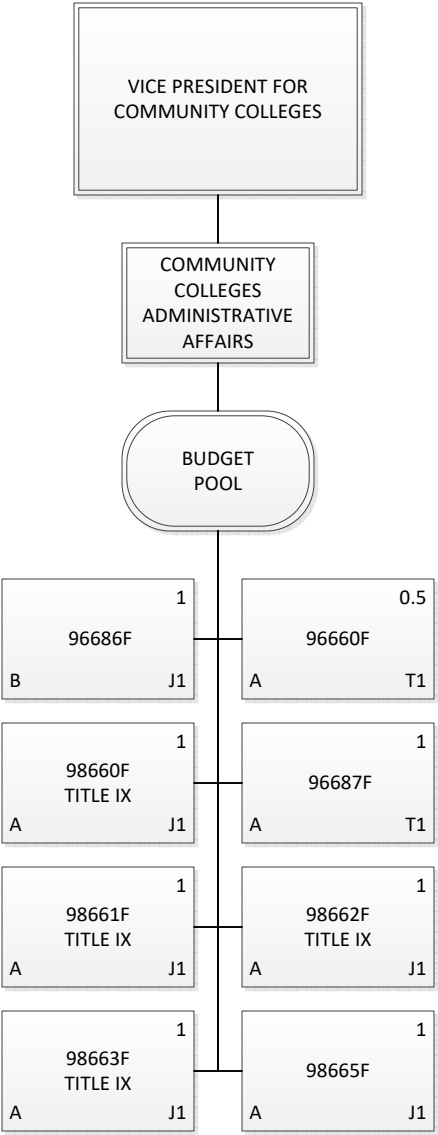 VICE PRESIDENT FOR
COMMUNITY COLLEGES
COMMUNITY
COLLEGES
ADMINISTRATIVE
AFFAIRS
BUDGET
POOL
1
96686F
B J1
0.5
96660F
A T1
1
98660F
TITLE IX
A J1
1
96687F
A T1
1
98661F
TITLE IX
A J1
1
98662F
TITLE IX
A J1
1
98663F
TITLE IX
A J1
1
98665F
A J1